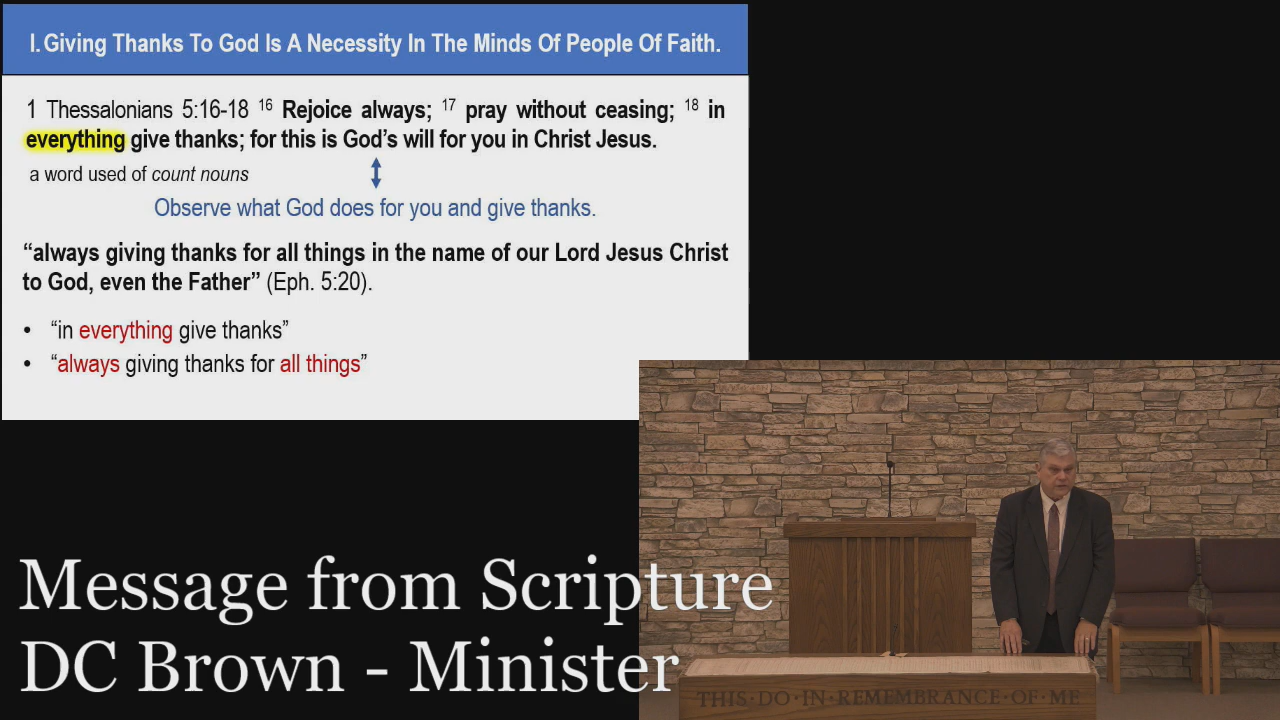 I. Giving Thanks To God Is A Necessity In The Minds Of People Of Faith.
1 Thessalonians 5:16-18 16 Rejoice always; 17 pray without ceasing; 18 in
everything give thanks; for this is God's will for you in Christ Jesus.
a word used of count nouns
Observe what God does for you and give thanks.
“always giving thanks for all things in the name of our Lord Jesus Christ
to God, even the Father” (Eph. 5:20).
• “in everything give thanks”
• “always giving thanks for all things”
Message from Scripture
DC Brown - Minister
THIS·DO·IN·REMEMBRANCE·OF·ME